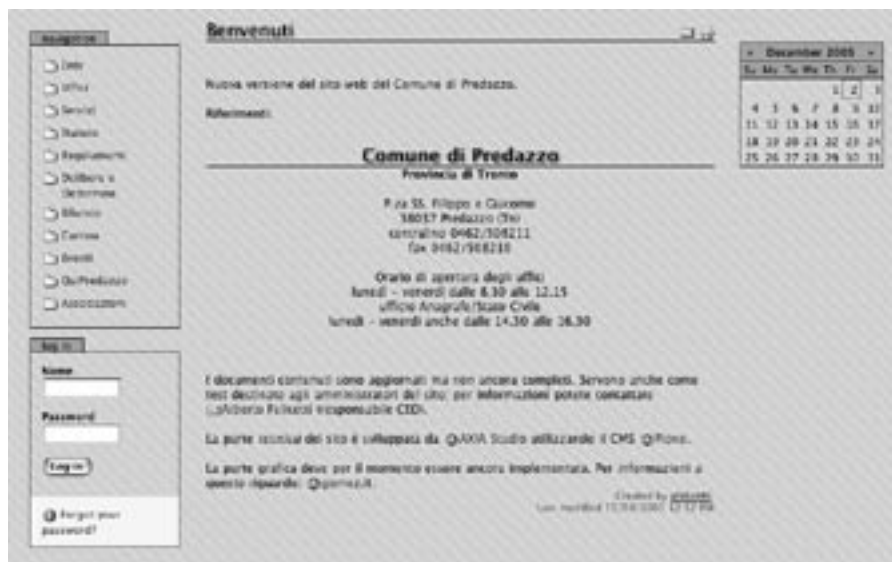 navigation
Servizi
Statuto
Regolamenti
Delibere e
determine
Bilancio
Eventi
QuiPredazzo
Associazioni
log in
Name
Password
Log in
Forgot your
password?
Benvenuti
Nuova versione del sito web del Comune di Predazzo.
Riferimenti:
Comune di Predazzo
Provincia di Trento
P.za SS. Filippo e Giacomo
38037 Predazzo (Tn)
centralino 0462/508211
fax 0462/508210
Orario di apertura degli uffici
lunedì - venerdì dalle 8.30 alle 12.15
ufficio Anagrafe/Stato Civile
lunedì - venerdì anche dalle 14.30 alle 16.30
I documenti contenuti sono aggiornati ma non ancora completi. Servono anche come
test destinato agli amministratori del sito; per informazioni potete contattare
Alberto (responsabile CED).
La parte tecnica del sito è sviluppata da AXIA Studio utilizzando il CMS Plone.
La parte grafica deve per il momento essere ancora implementata. Per informazioni a
questo riguardo:
Created by
Last modified
« December 2005 »
Su Mo Tu We Th Fr Sa
1 2 3
4 5 6 7 8 9 10
11 12 13 14 15 16 17
18 19 20 21 22 23 24
25 26 27 28 29 30 31